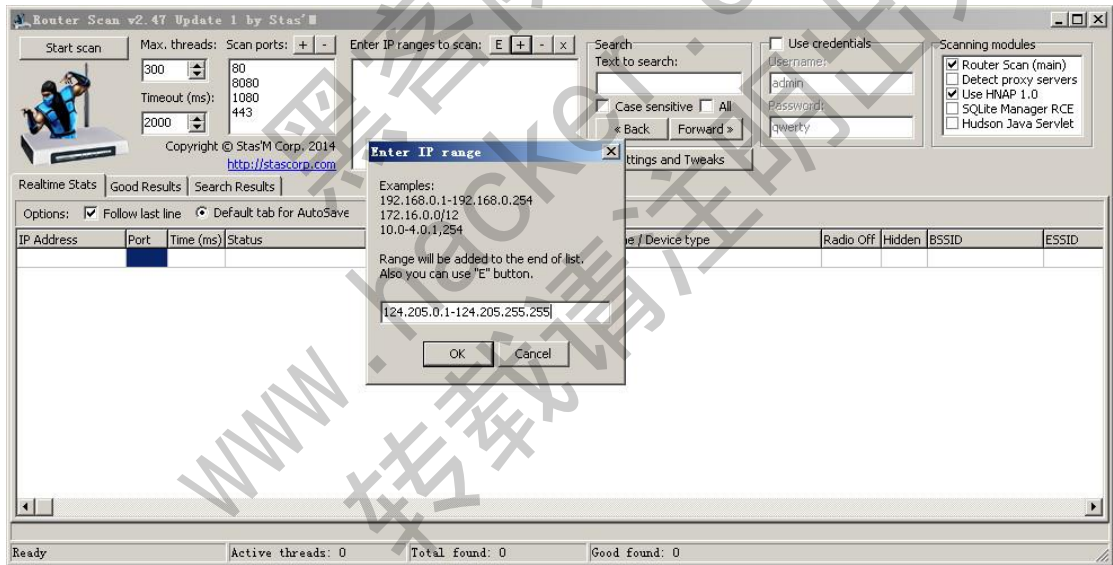 Router Scan v2.47 Update 1 by Stas'M
Start scan
Max. threads:
300
Timeout (ms):
2000
Scan ports: + -
80
8080
1080
443
Enter IP ranges to scan: E + - x
Search
Text to search:
Case sensitive All
« Back Forward »
ttings and Tweaks
Use credentials
Username:
admin
Password:
qwerty
Scanning modules
Router Scan (main)
Detect proxy servers
Use HNAP 1.0
SQLite Manager RCE
Hudson Java Servlet
Copyright © Stas'M Corp. 2014
http://stascorp.com
Realtime Stats Good Results Search Results
Options: Follow last line Default tab for AutoSave
IP Address Port Time (ms) Status e / Device type Radio Off Hidden BSSID ESSID
Enter IP range
Examples:
192.168.0.1-192.168.0.254
172.16.0.0/12
10.0-4.0.1,254
Range will be added to the end of list.
Also you can use "E" button.
124.205.0.1-124.205.255.255
OK Cancel
Ready Active threads: 0 Total found: 0 Good found: 0